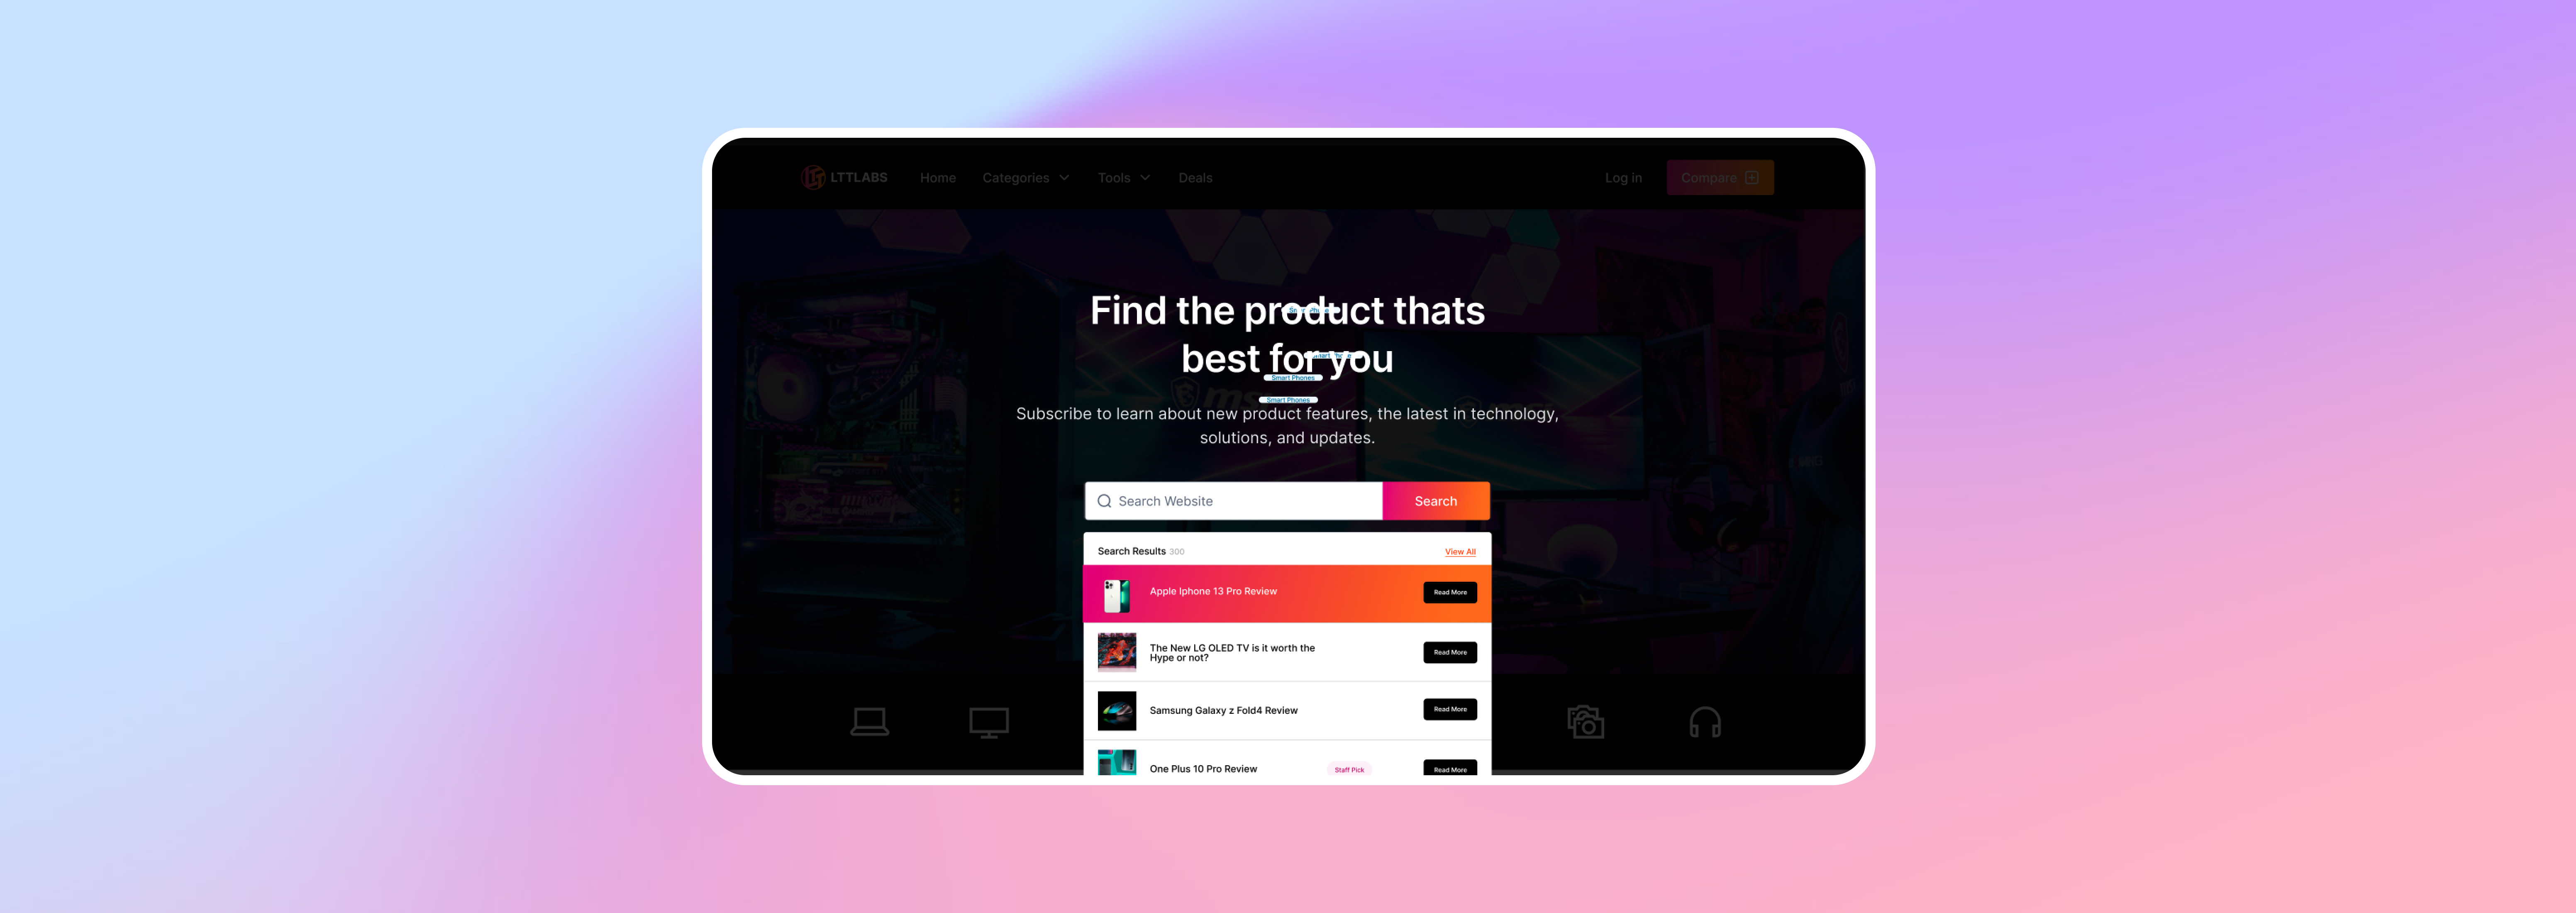 LTTLABS Home Categories Tools Deals Log in Compare
Find the product thats
best for you
Smart Phones
Smart Phones
Smart Phones
Smart Phones
Subscribe to learn about new product features, the latest in technology,
solutions, and updates.
Search Website Search
Search Results 300 View All
Apple Iphone 13 Pro Review Read More
The New LG OLED TV is it worth the
Hype or not?
Read More
Samsung Galaxy z Fold4 Review Read More
One Plus 10 Pro Review Staff Pick Read More